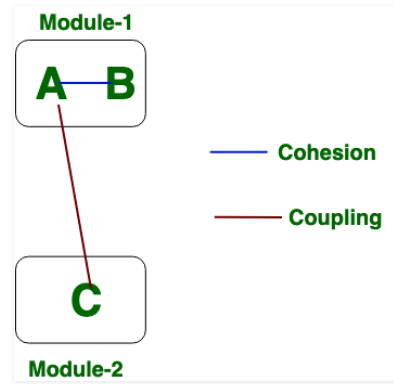 Module-1
A B
Cohesion
Coupling
C
Module-2